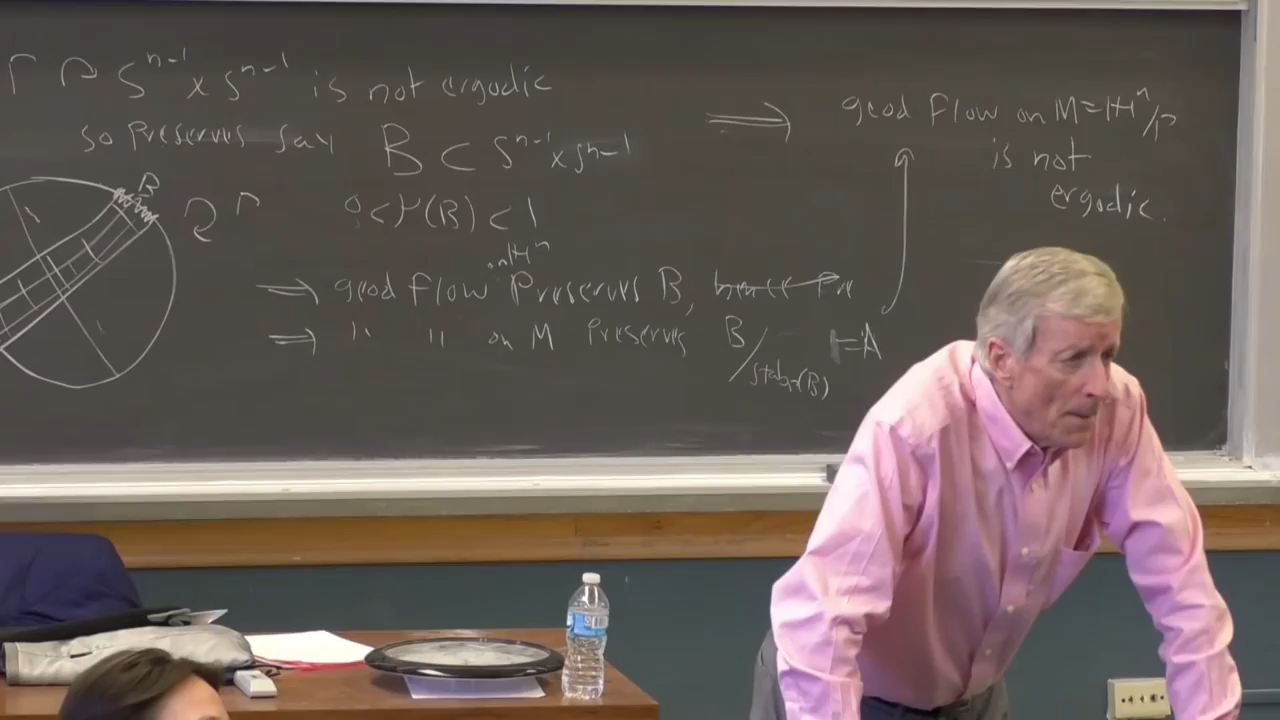 Γ ↷ S^{n-1} x S^{n-1} is not ergodic
so preserves say B ⊂ S^{n-1} x S^{n-1}
0 < μ(B) < 1
B
Γ
⟹ geod flow on H^n preserves B,
⟹ " " on M preserves B / stab_Γ(B) = A
⟹ geod flow on M = H^n / Γ
is not
ergodic.